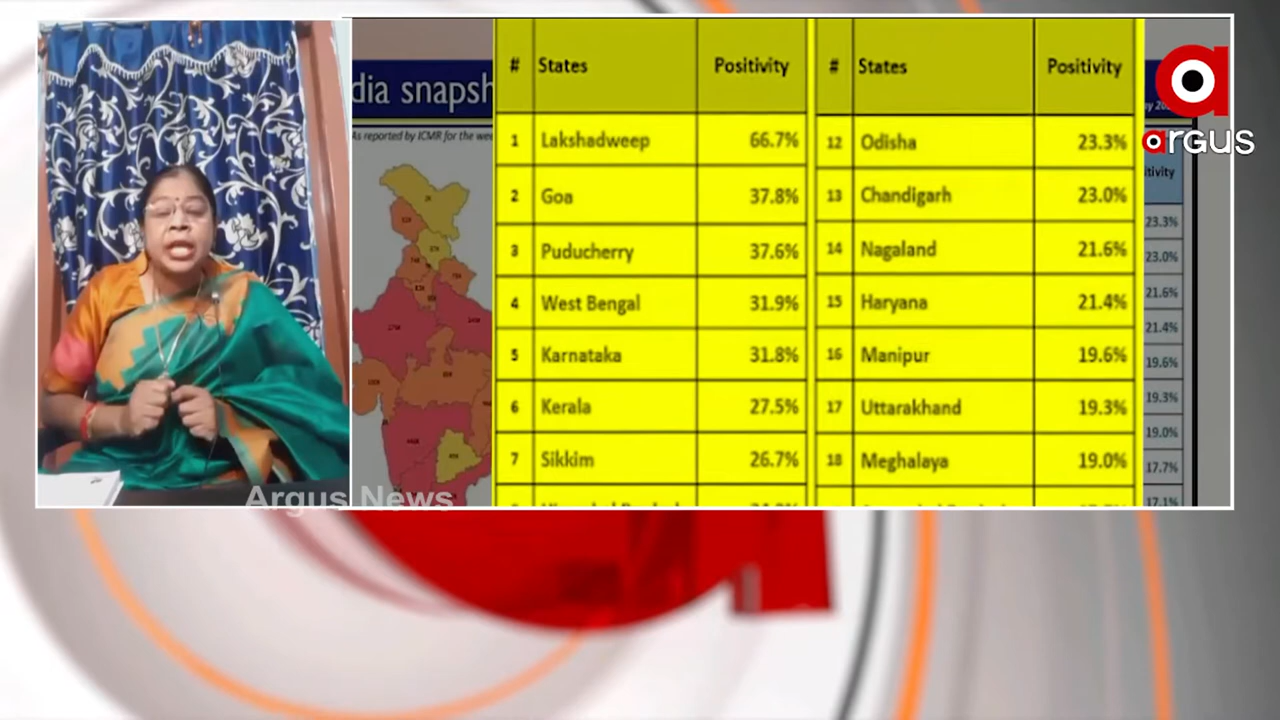 dia snapsh
As reported by ICMR for the wee
# States Positivity
1 Lakshadweep 66.7%
2 Goa 37.8%
3 Puducherry 37.6%
4 West Bengal 31.9%
5 Karnataka 31.8%
6 Kerala 27.5%
7 Sikkim 26.7%
# States Positivity
12 Odisha 23.3%
13 Chandigarh 23.0%
14 Nagaland 21.6%
15 Haryana 21.4%
16 Manipur 19.6%
17 Uttarakhand 19.3%
18 Meghalaya 19.0%
tivity
23.3%
23.0%
21.6%
21.4%
19.6%
19.3%
19.0%
17.7%
17.1%
argus
Argus News